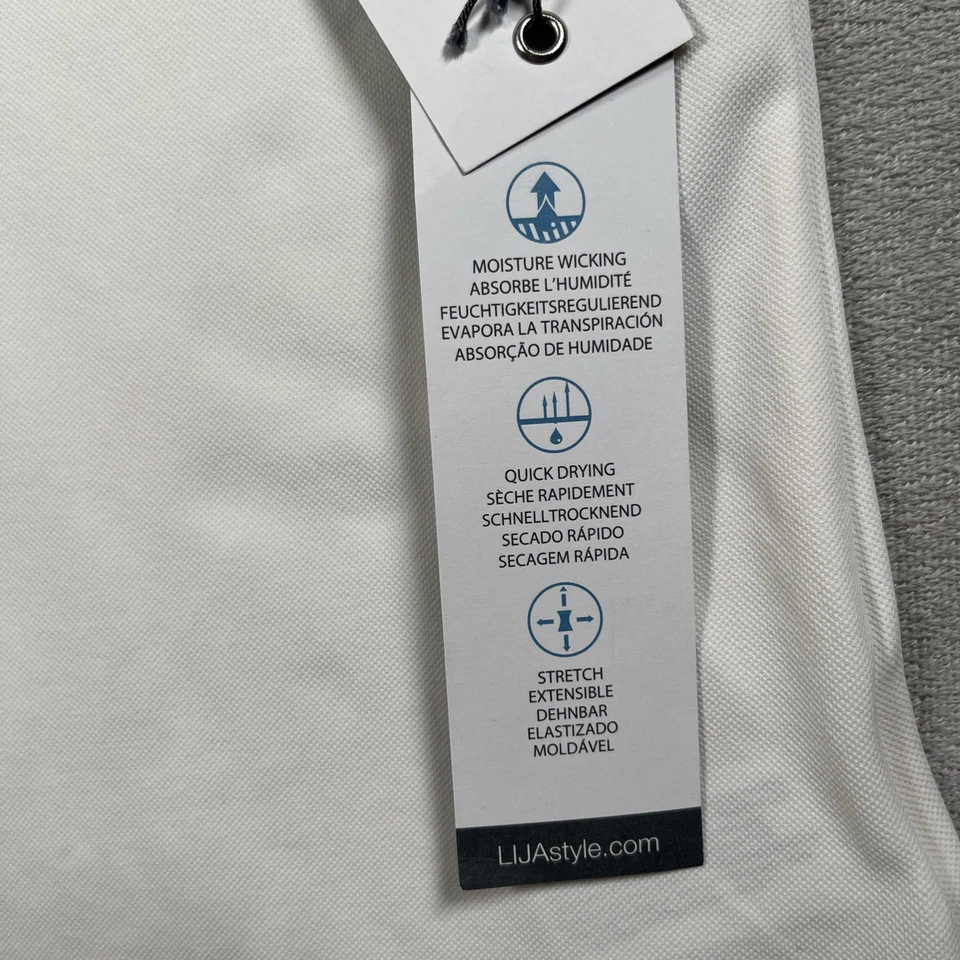 MOISTURE WICKING
ABSORBE L'HUMIDITÉ
FEUCHTIGKEITSREGULIEREND
EVAPORA LA TRANSPIRACIÓN
ABSORÇÃO DE HUMIDADE
QUICK DRYING
SÈCHE RAPIDEMENT
SCHNELLTROCKNEND
SECADO RÁPIDO
SECAGEM RÁPIDA
STRETCH
EXTENSIBLE
DEHNBAR
ELASTIZADO
MOLDÁVEL
LIJAstyle.com